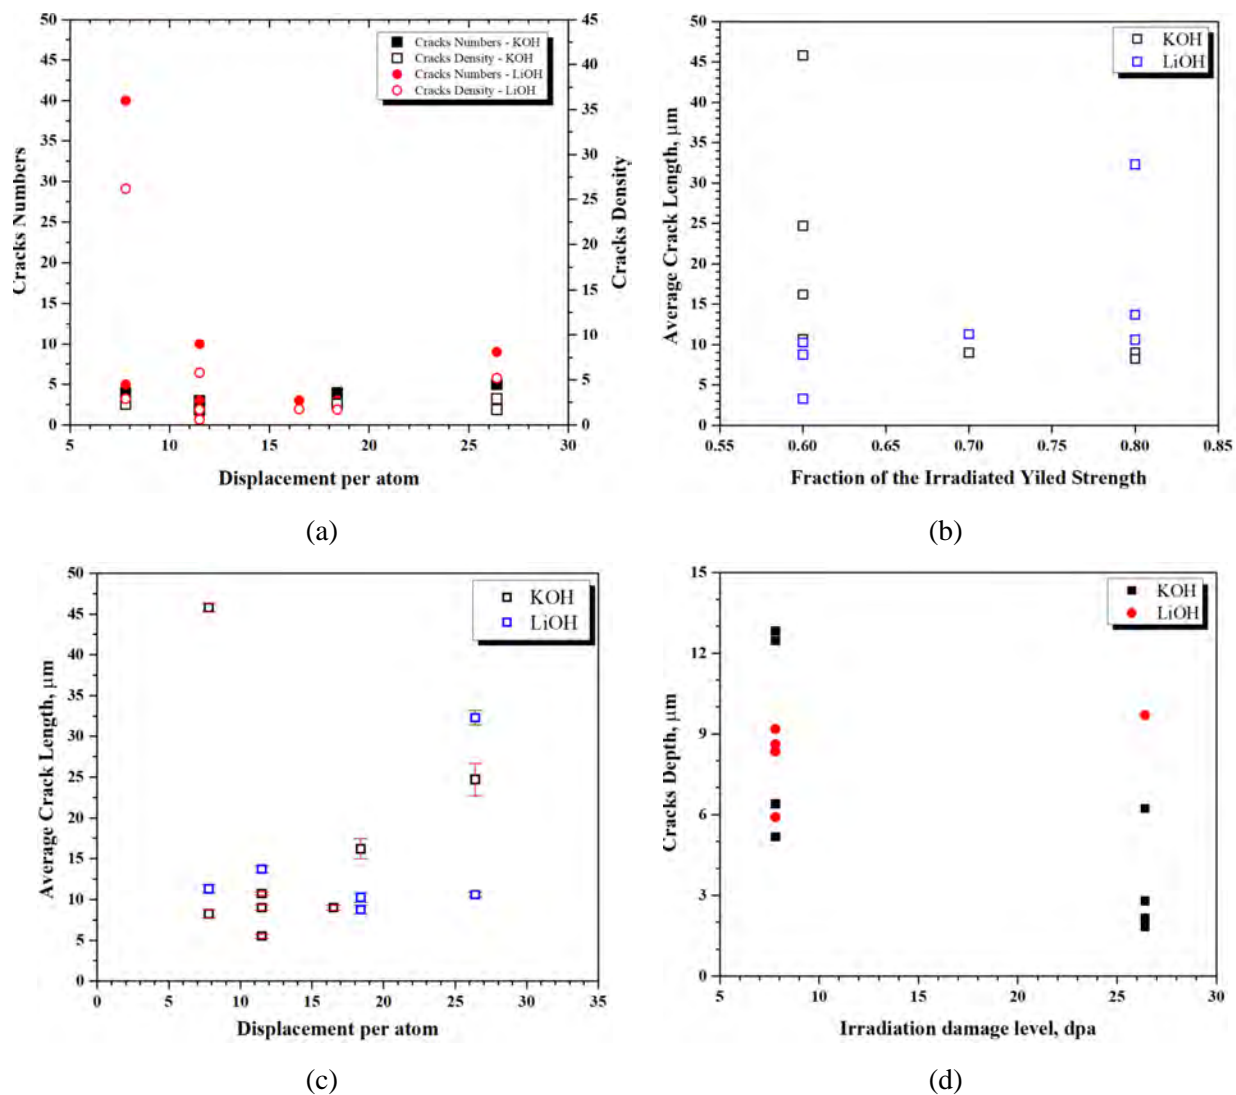 50
45
40
35
30
25
20
15
10
5
0
Cracks Numbers
45
40
35
30
25
20
15
10
5
0
Cracks Density
Cracks Numbers - KOH
Cracks Density - KOH
Cracks Numbers - LiOH
Cracks Density - LiOH
5 10 15 20 25 30
Displacement per atom
(a)
50
45
40
35
30
25
20
15
10
5
0
Average Crack Length, µm
KOH
LiOH
0.55 0.60 0.65 0.70 0.75 0.80 0.85
Fraction of the Irradiated Yiled Strength
(b)
50
45
40
35
30
25
20
15
10
5
0
Average Crack Length, µm
KOH
LiOH
0 5 10 15 20 25 30 35
Displacement per atom
(c)
15
12
9
6
3
0
Cracks Depth, µm
KOH
LiOH
5 10 15 20 25 30
Irradiation damage level, dpa
(d)